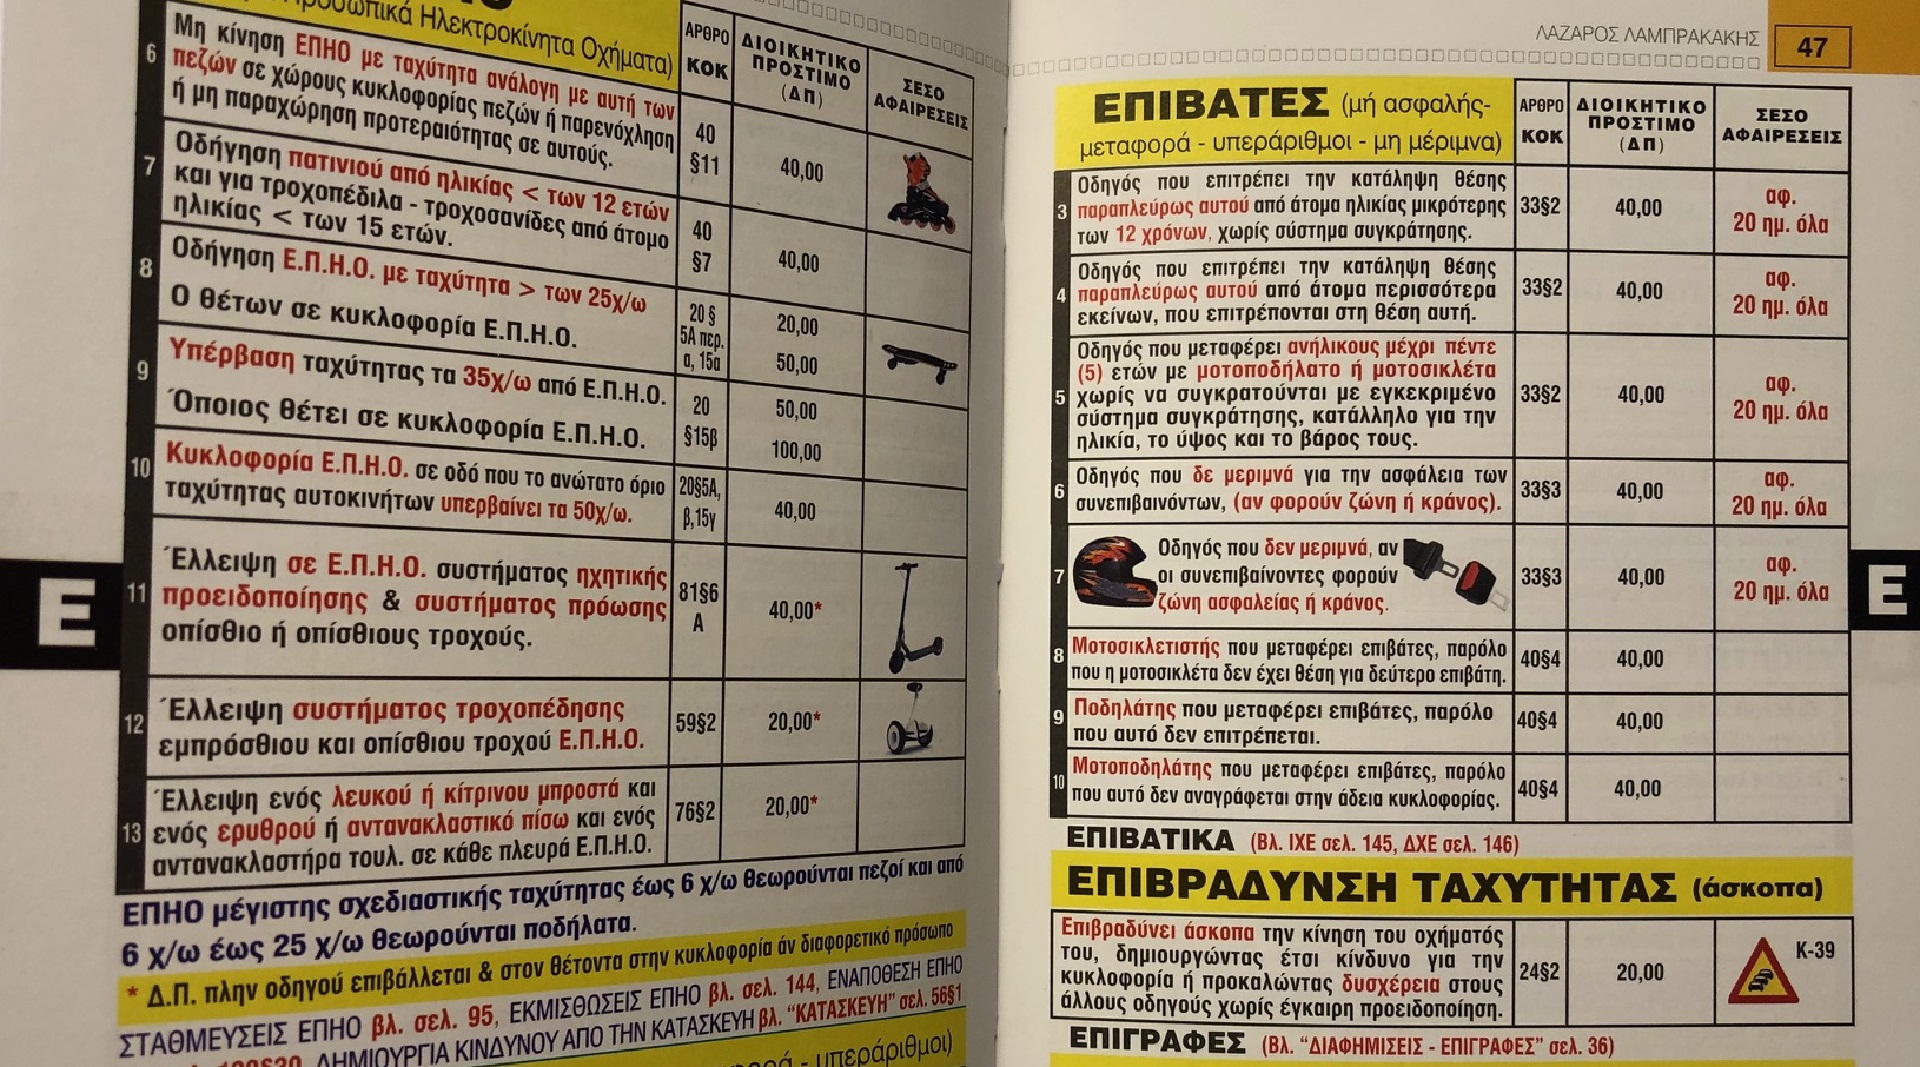 Προσωπικά Ηλεκτροκίνητα Οχήματα)
ΑΡΘΡΟ
ΚΟΚ
ΔΙΟΙΚΗΤΙΚΟ
ΠΡΟΣΤΙΜΟ
(ΔΠ)
ΣΕΣΟ
ΑΦΑΙΡΕΣΕΙΣ
6
Μη κίνηση ΕΠΗΟ με ταχύτητα ανάλογη με αυτή των
πεζών σε χώρους κυκλοφορίας πεζών ή παρενόχληση
ή μη παραχώρηση προτεραιότητας σε αυτούς.
40
§11
40,00
7
Οδήγηση πατινιού από ηλικίας < των 12 ετών
και για τροχοπέδιλα - τροχοσανίδες από άτομο
ηλικίας < των 15 ετών.
40
§7
40,00
8
Οδήγηση Ε.Π.Η.Ο. με ταχύτητα > των 25χ/ω
Ο θέτων σε κυκλοφορία Ε.Π.Η.Ο.
20 §
5Α περ.
α, 15α
20,00
50,00
9
Υπέρβαση ταχύτητας τα 35χ/ω από Ε.Π.Η.Ο.
Όποιος θέτει σε κυκλοφορία Ε.Π.Η.Ο.
20
§15β
50,00
100,00
10
Κυκλοφορία Ε.Π.Η.Ο. σε οδό που το ανώτατο όριο
ταχύτητας αυτοκινήτων υπερβαίνει τα 50χ/ω.
20§5Α,
β,15γ
40,00
11
Έλλειψη σε Ε.Π.Η.Ο. συστήματος ηχητικής
προειδοποίησης & συστήματος πρόωσης
οπίσθιο ή οπίσθιους τροχούς.
81§6
Α
40,00*
12
Έλλειψη συστήματος τροχοπέδησης
εμπρόσθιου και οπίσθιου τροχού Ε.Π.Η.Ο.
59§2
20,00*
13
Έλλειψη ενός λευκού ή κίτρινου μπροστά και
ενός ερυθρού ή αντανακλαστικό πίσω και ενός
αντανακλαστήρα τουλ. σε κάθε πλευρά Ε.Π.Η.Ο.
76§2
20,00*
ΕΠΗΟ μέγιστης σχεδιαστικής ταχύτητας έως 6 χ/ω θεωρούνται πεζοί και από
6 χ/ω έως 25 χ/ω θεωρούνται ποδήλατα.
* Δ.Π. πλην οδηγού επιβάλλεται & στον θέτοντα στην κυκλοφορία άν διαφορετικό πρόσωπο
ΣΤΑΘΜΕΥΣΕΙΣ ΕΠΗΟ βλ. σελ. 95, ΕΚΜΙΣΘΩΣΕΙΣ ΕΠΗΟ βλ. σελ. 144, ΕΝΑΠΟΘΕΣΗ ΕΠΗΟ
ΔΗΜΙΟΥΡΓΙΑ ΚΙΝΔΥΝΟΥ ΑΠΟ ΤΗΝ ΚΑΤΑΣΚΕΥΗ βλ. “ΚΑΤΑΣΚΕΥΗ” σελ. 56§1
- υπεράριθμοι)
Ε
ΛΑΖΑΡΟΣ ΛΑΜΠΡΑΚΑΚΗΣ
47
ΕΠΙΒΑΤΕΣ (μή ασφαλής-
μεταφορά - υπεράριθμοι - μη μέριμνα)
ΑΡΘΡΟ
ΚΟΚ
ΔΙΟΙΚΗΤΙΚΟ
ΠΡΟΣΤΙΜΟ
(ΔΠ)
ΣΕΣΟ
ΑΦΑΙΡΕΣΕΙΣ
3
Οδηγός που επιτρέπει την κατάληψη θέσης
παραπλεύρως αυτού από άτομα ηλικίας μικρότερης
των 12 χρόνων, χωρίς σύστημα συγκράτησης.
33§2
40,00
αφ.
20 ημ. όλα
4
Οδηγός που επιτρέπει την κατάληψη θέσης
παραπλεύρως αυτού από άτομα περισσότερα
εκείνων, που επιτρέπονται στη θέση αυτή.
33§2
40,00
αφ.
20 ημ. όλα
5
Οδηγός που μεταφέρει ανήλικους μέχρι πέντε
(5) ετών με μοτοποδήλατο ή μοτοσικλέτα
χωρίς να συγκρατούνται με εγκεκριμένο
σύστημα συγκράτησης, κατάλληλο για την
ηλικία, το ύψος και το βάρος τους.
33§2
40,00
αφ.
20 ημ. όλα
6
Οδηγός που δε μεριμνά για την ασφάλεια των
συνεπιβαινόντων, (αν φορούν ζώνη ή κράνος).
33§3
40,00
αφ.
20 ημ. όλα
7
Οδηγός που δεν μεριμνά, αν
οι συνεπιβαίνοντες φορούν
ζώνη ασφαλείας ή κράνος.
33§3
40,00
αφ.
20 ημ. όλα
8
Μοτοσικλετιστής που μεταφέρει επιβάτες, παρόλο
που η μοτοσικλέτα δεν έχει θέση για δεύτερο επιβάτη.
40§4
40,00
9
Ποδηλάτης που μεταφέρει επιβάτες, παρόλο
που αυτό δεν επιτρέπεται.
40§4
40,00
10
Μοτοποδηλάτης που μεταφέρει επιβάτες, παρόλο
που αυτό δεν αναγράφεται στην άδεια κυκλοφορίας.
40§4
40,00
ΕΠΙΒΑΤΙΚΑ (Βλ. ΙΧΕ σελ. 145, ΔΧΕ σελ. 146)
ΕΠΙΒΡΑΔΥΝΣΗ ΤΑΧΥΤΗΤΑΣ (άσκοπα)
Επιβραδύνει άσκοπα την κίνηση του οχήματός
του, δημιουργώντας έτσι κίνδυνο για την
κυκλοφορία ή προκαλώντας δυσχέρεια στους
άλλους οδηγούς χωρίς έγκαιρη προειδοποίηση.
24§2
20,00
Κ-39
ΕΠΙΓΡΑΦΕΣ (Βλ. “ΔΙΑΦΗΜΙΣΕΙΣ - ΕΠΙΓΡΑΦΕΣ” σελ. 36)
Ε